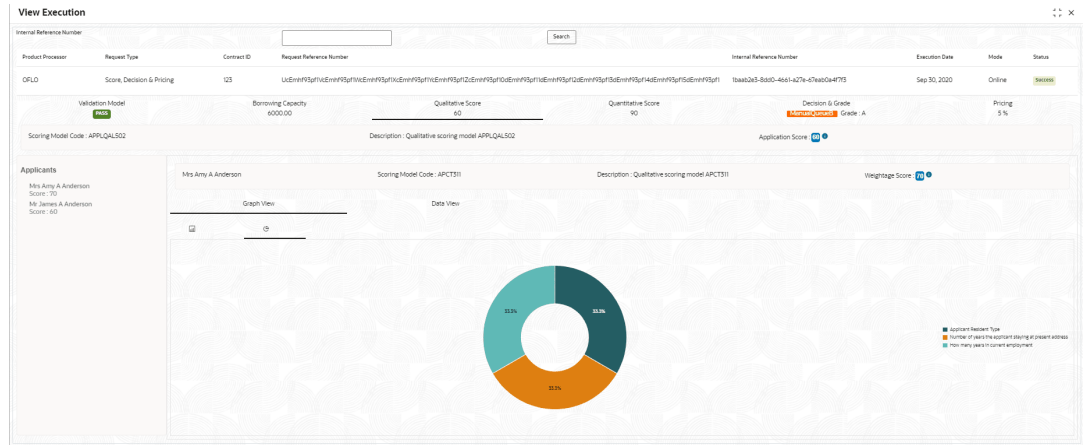 View Execution
Internal Reference Number
Search
Product Processor Request Type Contract ID Request Reference Number Internal Reference Number Execution Date Mode Status
OFLO Score, Decision & Pricing 123 Sep 30, 2020 Online Success
Validation Model Borrowing Capacity Qualitative Score Quantitative Score Decision & Grade Pricing
PASS 6000.00 60 90 Grade : A 5 %
Scoring Model Code : APPLQAL502 Description : Qualitative scoring model APPLQAL502 Application Score : 60
Applicants
Mrs Amy A Anderson
Score : 70
Mr James A Anderson
Score : 60
Mrs Amy A Anderson Scoring Model Code : APCT311 Description : Qualitative scoring model APCT311 Weightage Score : 70
Graph View Data View
33.3% 33.3%
33.3%
Applicant Resident Type
Number of years the applicant staying at present address
How many years in current employment